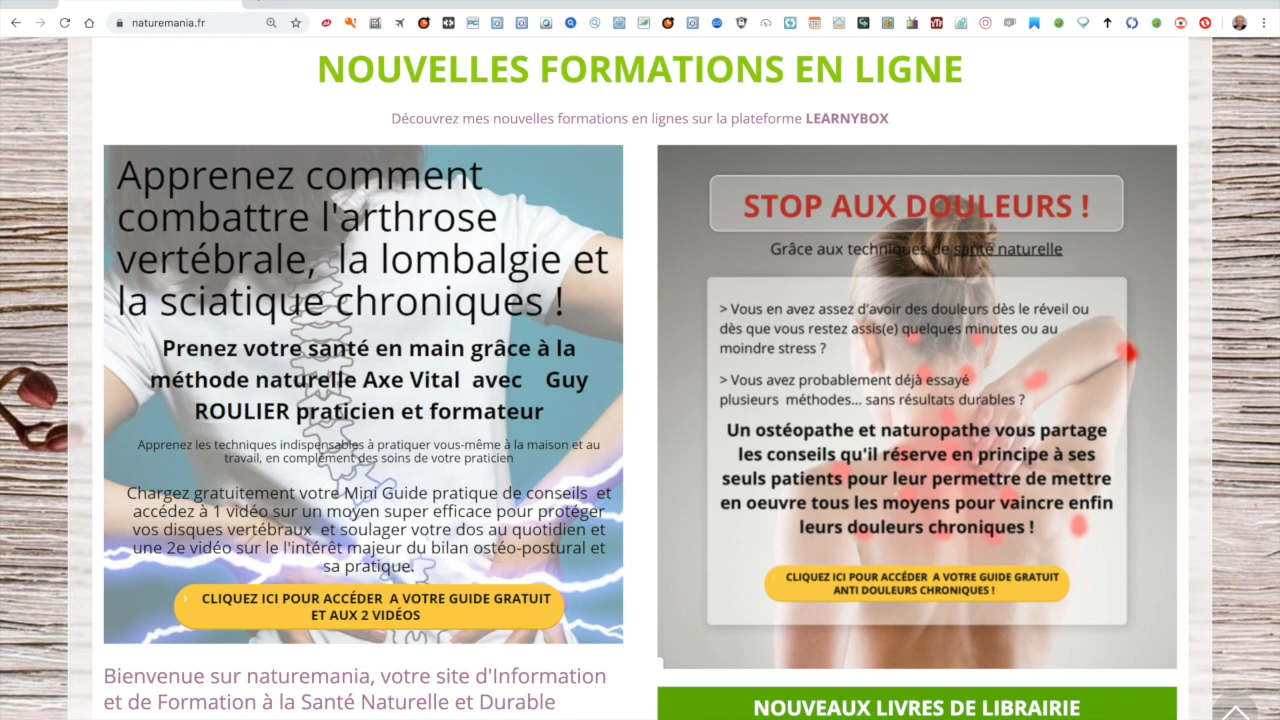 naturemania.fr
NOUVELLES FORMATIONS EN LIGNE
Découvrez mes nouvelles formations en lignes sur la plateforme LEARNYBOX
Apprenez comment
combattre l'arthrose
vertébrale, la lombalgie et
la sciatique chroniques !
Prenez votre santé en main grâce à la
méthode naturelle Axe Vital avec Guy
ROULIER praticien et formateur
Apprenez les techniques indispensables à pratiquer vous-même à la maison et au
travail, en complément des soins de votre praticien
Chargez gratuitement votre Mini Guide pratique de conseils et
accédez à 1 vidéo sur un moyen super efficace pour protéger
vos disques vertébraux et soulager votre dos au quotidien et
une 2e vidéo sur le l'intérêt majeur du bilan ostéo-postural et
sa pratique.
CLIQUEZ ICI POUR ACCÉDER A VOTRE GUIDE GRATUIT
ET AUX 2 VIDÉOS
Bienvenue sur naturemania, votre site d'Information
et de Formation à la Santé Naturelle et Durable
STOP AUX DOULEURS !
Grâce aux techniques de santé naturelle
> Vous en avez assez d'avoir des douleurs dès le réveil ou
dès que vous restez assis(e) quelques minutes ou au
moindre stress ?
> Vous avez probablement déjà essayé
plusieurs méthodes... sans résultats durables ?
Un ostéopathe et naturopathe vous partage
les conseils qu'il réserve en principe à ses
seuls patients pour leur permettre de mettre
en oeuvre tous les moyens pour vaincre enfin
leurs douleurs chroniques !
CLIQUEZ ICI POUR ACCÉDER A VOTRE GUIDE GRATUIT
ANTI DOULEURS CHRONIQUES !
NOUVEAUX LIVRES DE LIBRAIRIE